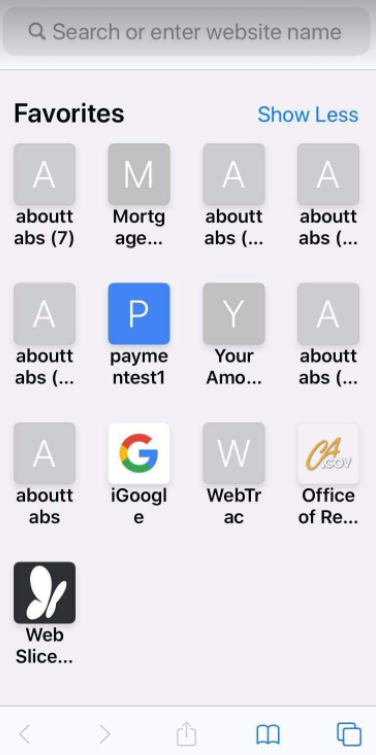 Search or enter website name
Favorites
Show Less
A
M
A
A
aboutt
abs (7)
Mortg
age...
aboutt
abs (...
aboutt
abs (...
A
P
Y
A
aboutt
abs (...
payme
ntest1
Your
Amo...
aboutt
abs (...
A
G
W
CA
.GOV
aboutt
abs
iGoogl
e
WebTr
ac
Office
of Re...
Web
Slice...